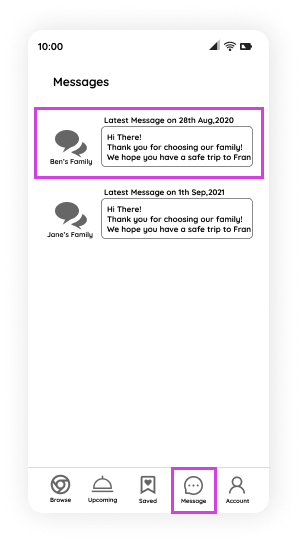 10:00
Messages
Latest Message on 28th Aug,2020
Hi There!
Thank you for choosing our family!
We hope you have a safe trip to Fran
Ben's Family
Latest Message on 1th Sep,2021
Hi There!
Thank you for choosing our family!
We hope you have a safe trip to Fran
Jane's Family
Browse Upcoming Saved Message Account